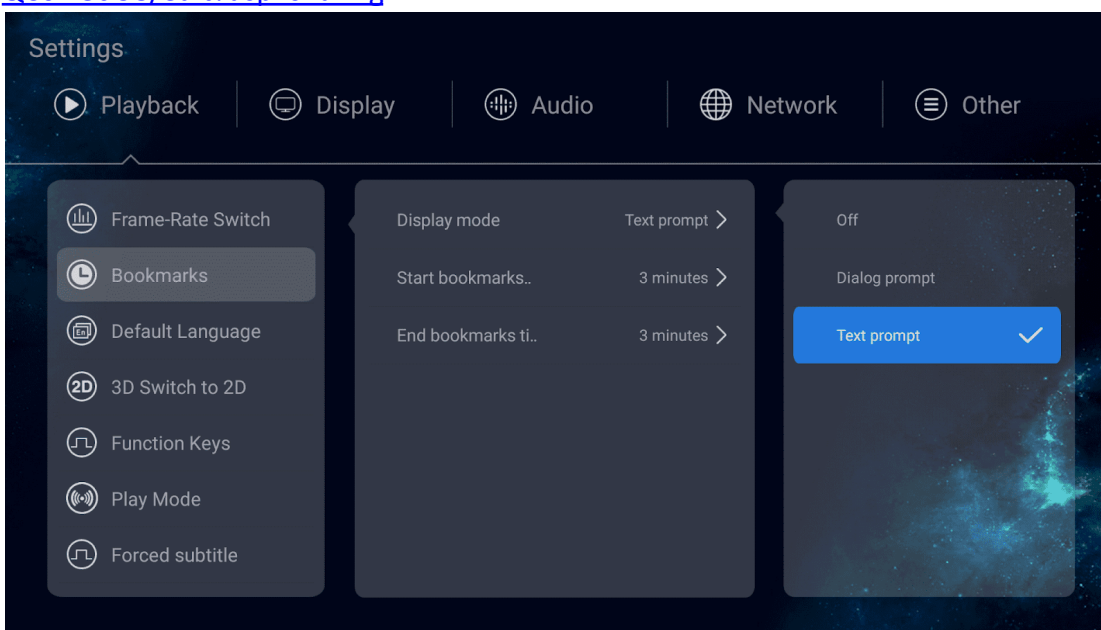 Settings
Playback
Display
Audio
Network
Other
Frame-Rate Switch
Bookmarks
En
Default Language
2D
3D Switch to 2D
Function Keys
Play Mode
Forced subtitle
Display mode
Text prompt
Start bookmarks..
3 minutes
End bookmarks ti..
3 minutes
Off
Dialog prompt
Text prompt